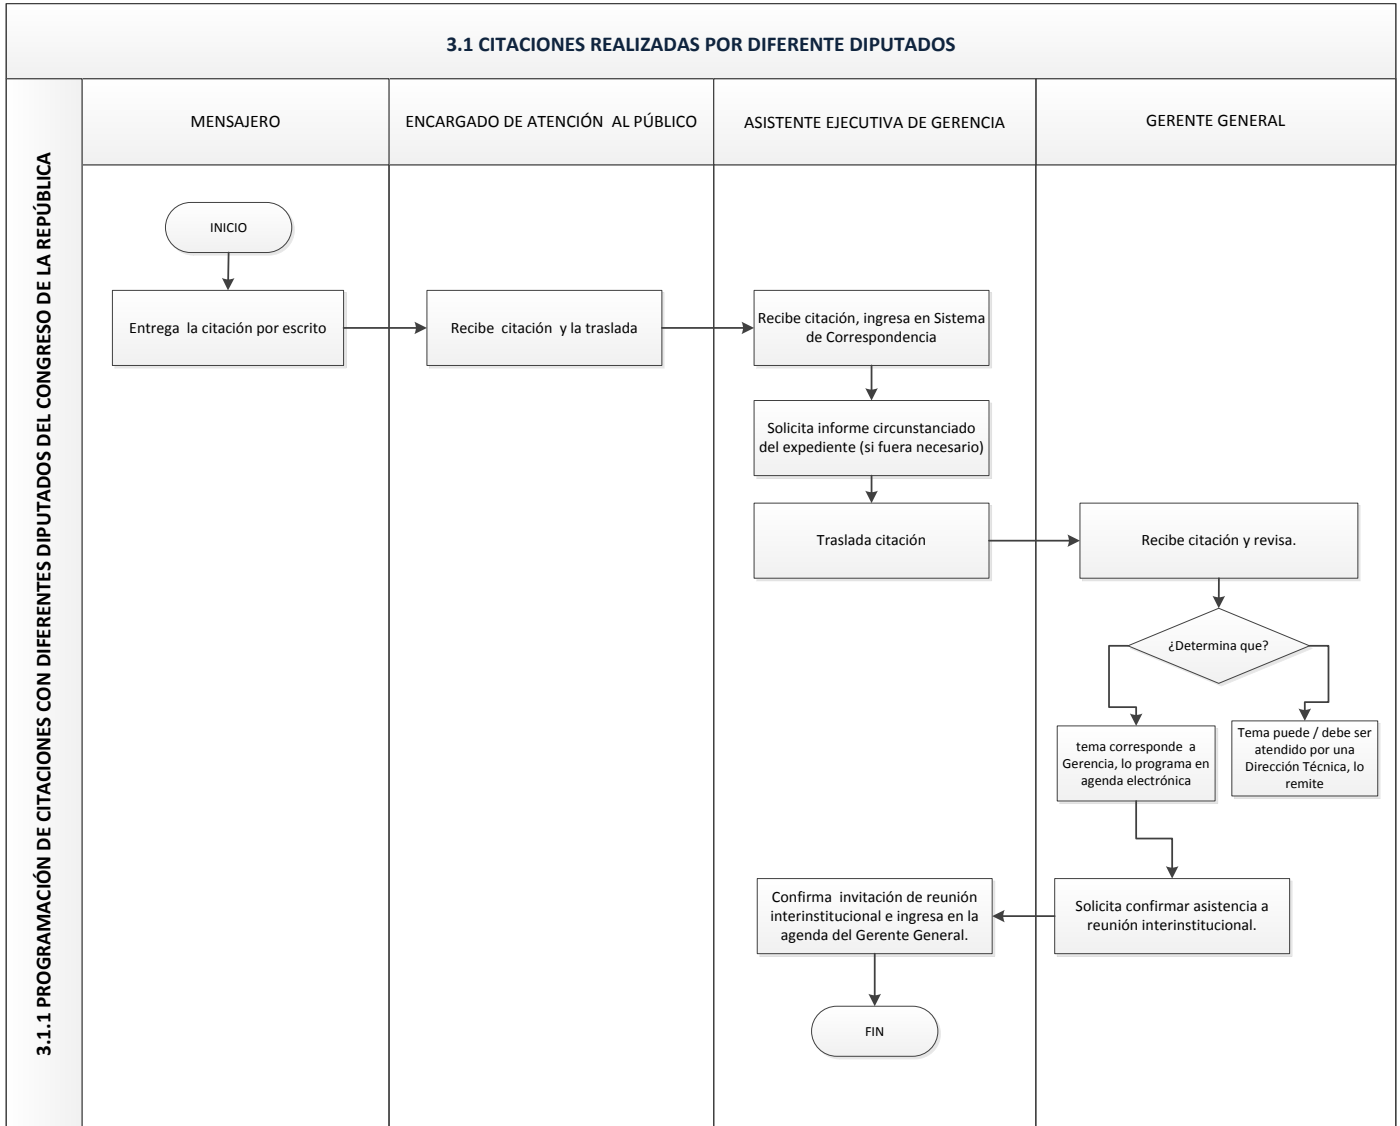 3.1 CITACIONES REALIZADAS POR DIFERENTE DIPUTADOS
3.1.1 PROGRAMACIÓN DE CITACIONES CON DIFERENTES DIPUTADOS DEL CONGRESO DE LA REPÚBLICA
MENSAJERO
ENCARGADO DE ATENCIÓN AL PÚBLICO
ASISTENTE EJECUTIVA DE GERENCIA
GERENTE GENERAL
INICIO
Entrega la citación por escrito
Recibe citación y la traslada
Recibe citación, ingresa en Sistema
de Correspondencia
Solicita informe circunstanciado
del expediente (si fuera necesario)
Traslada citación
Recibe citación y revisa.
¿Determina que?
tema corresponde a
Gerencia, lo programa en
agenda electrónica
Tema puede / debe ser
atendido por una
Dirección Técnica, lo
remite
Solicita confirmar asistencia a
reunión interinstitucional.
Confirma invitación de reunión
interinstitucional e ingresa en la
agenda del Gerente General.
FIN